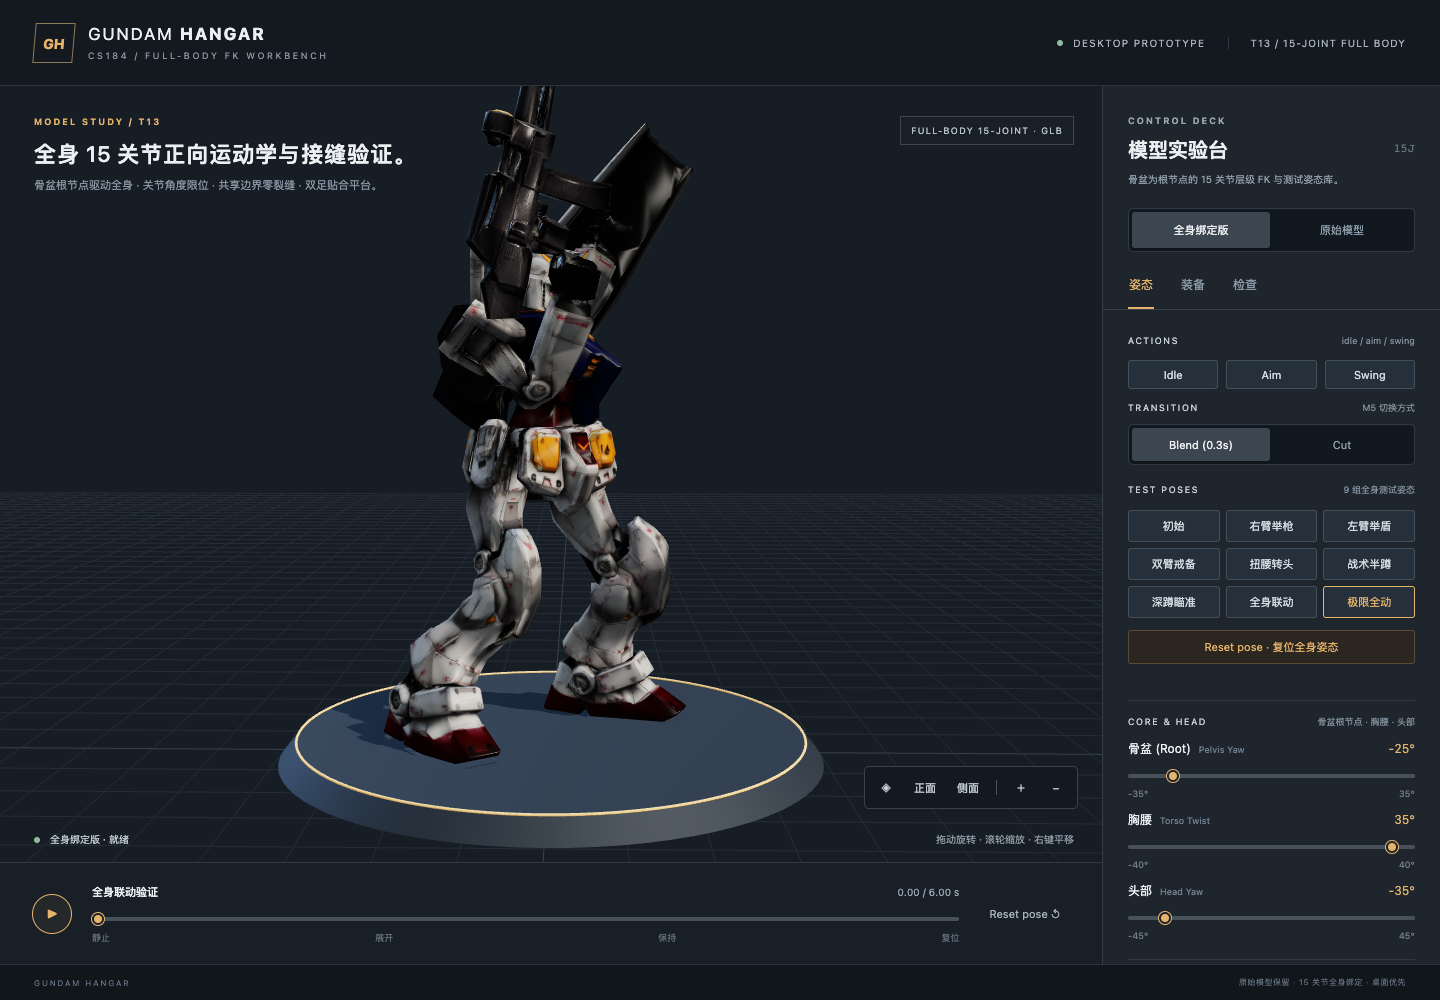 GH
GUNDAM HANGAR
CS184 / FULL-BODY FK WORKBENCH
DESKTOP PROTOTYPE
T13 / 15-JOINT FULL BODY
MODEL STUDY / T13
全身 15 关节正向运动学与接缝验证。
骨盆根节点驱动全身 · 关节角度限位 · 共享边界零裂缝 · 双足贴合平台。
FULL-BODY 15-JOINT · GLB
正面 侧面 + −
全身绑定版 · 就绪
拖动旋转 · 滚轮缩放 · 右键平移
全身联动验证
0.00 / 6.00 s
静止 展开 保持 复位
Reset pose ↺
CONTROL DECK
模型实验台 15J
骨盆为根节点的 15 关节层级 FK 与测试姿态库。
全身绑定版 原始模型
姿态 装备 检查
ACTIONS idle / aim / swing
Idle Aim Swing
TRANSITION M5 切换方式
Blend (0.3s) Cut
TEST POSES 9 组全身测试姿态
初始 右臂举枪 左臂举盾
双臂戒备 扭腰转头 战术半蹲
深蹲瞄准 全身联动 极限全动
Reset pose · 复位全身姿态
CORE & HEAD 骨盆根节点 · 胸腰 · 头部
骨盆 (Root) Pelvis Yaw -25°
-35° 35°
胸腰 Torso Twist 35°
-40° 40°
头部 Head Yaw -35°
-45° 45°
GUNDAM HANGAR
原始模型保留 · 15 关节全身绑定 · 桌面优先